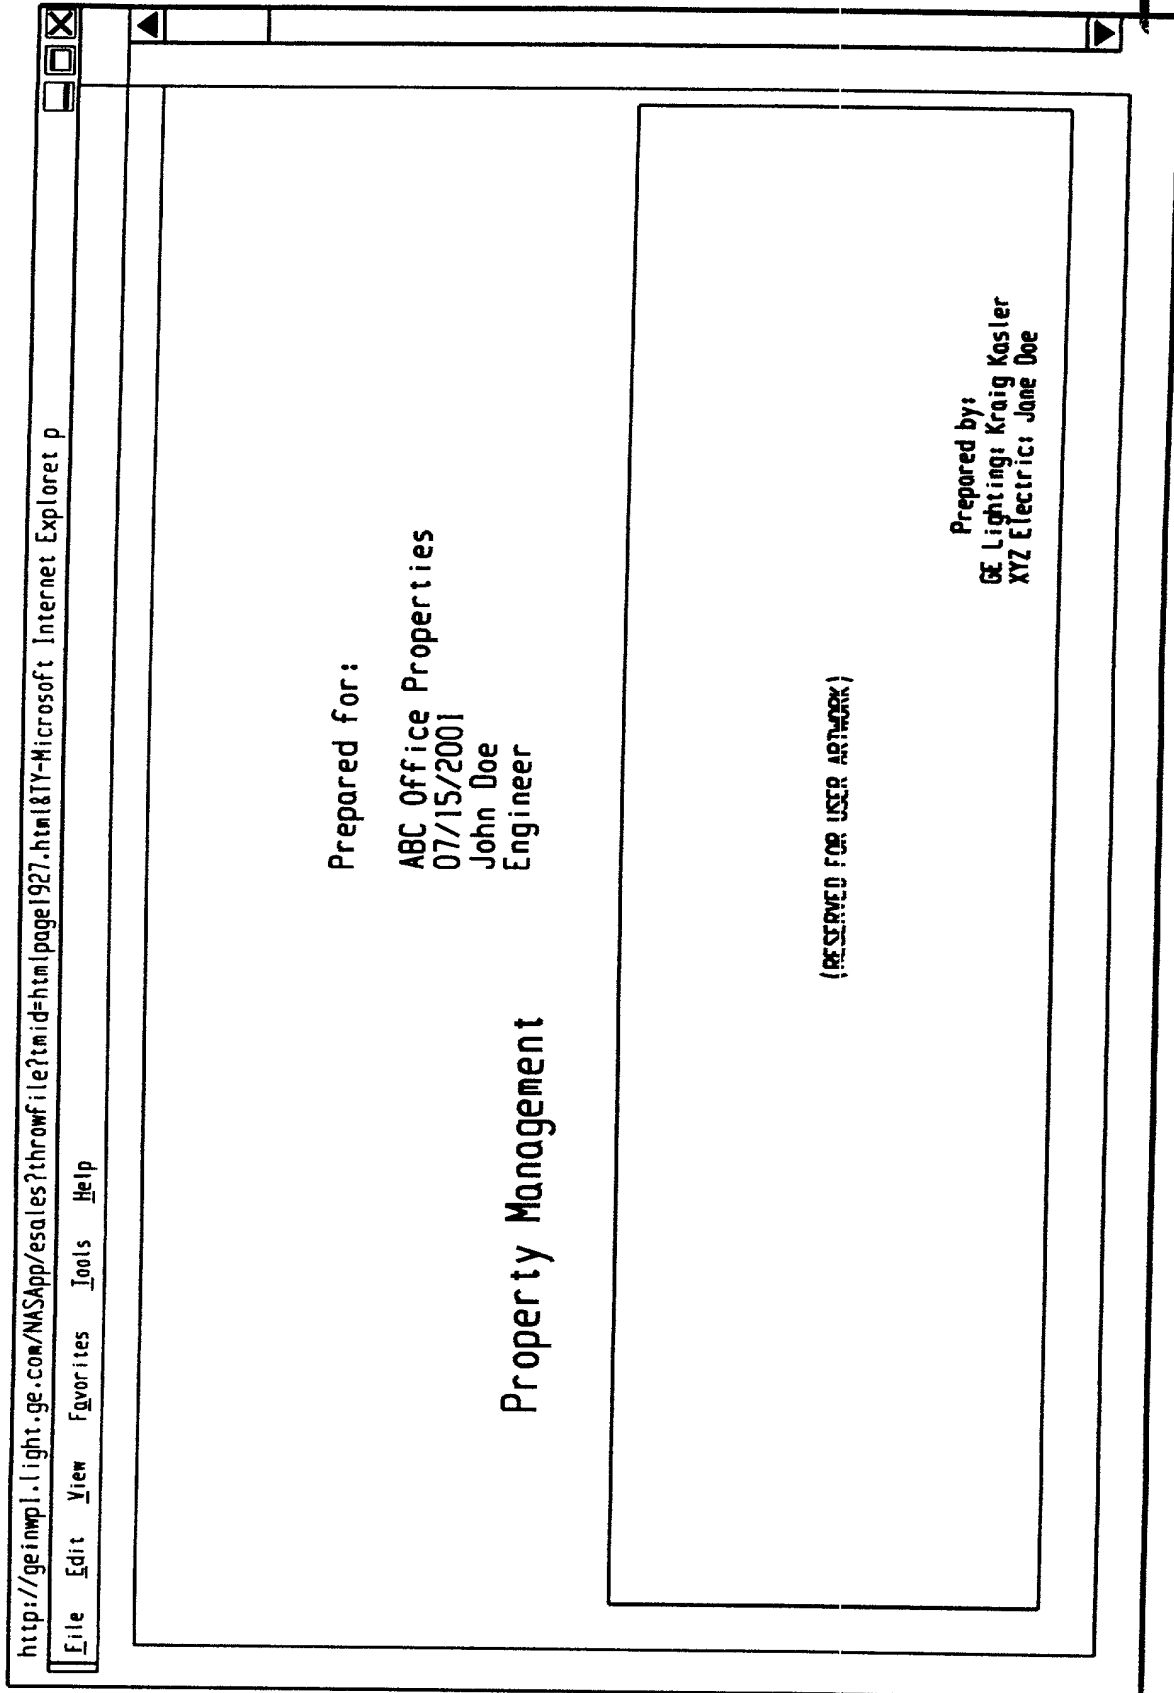 http://geinwpl.light.ge.com/NASApp/esales?throwfile?tmid=htmlpage1927.html&TY-Microsoft Internet Exploret p
File Edit View Favorites Tools Help
Prepared for:
ABC Office Properties
07/15/2001
John Doe
Engineer
Property Management
(RESERVED FOR USER ARTWORK)
Prepared by:
GE Lighting: Kraig Kasler
XYZ Electric: Jane Doe